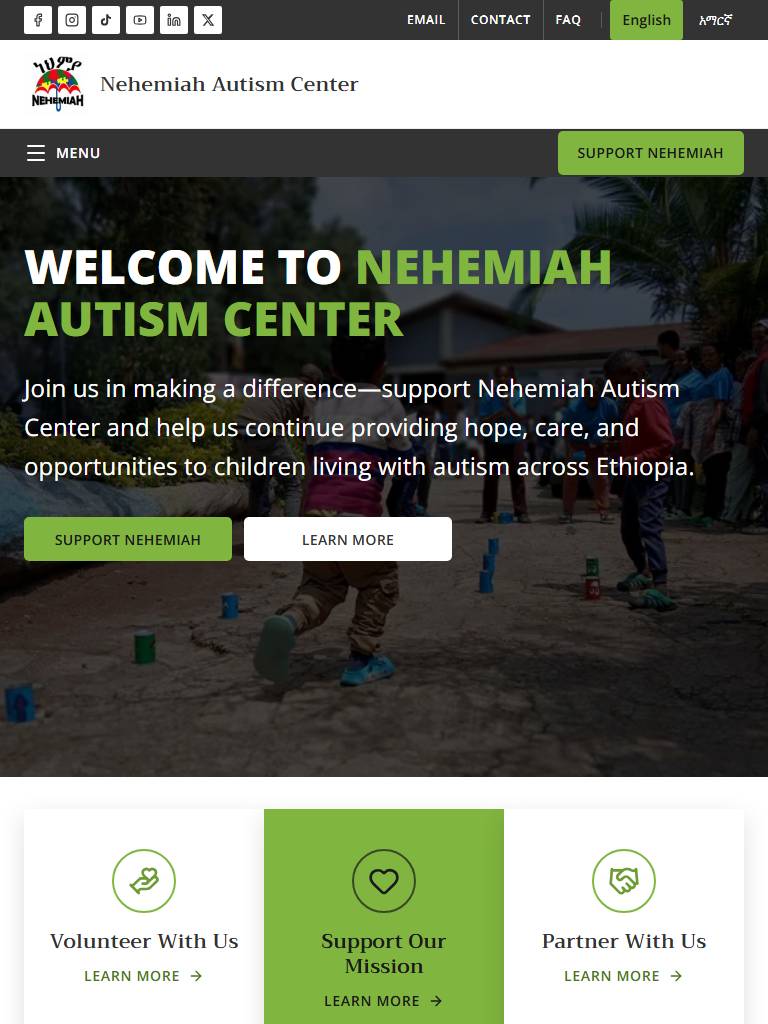 EMAIL
CONTACT
FAQ
English
አማርኛ
ነህምያ
NEHEMIAH
Nehemiah Autism Center
MENU
SUPPORT NEHEMIAH
WELCOME TO NEHEMIAH
AUTISM CENTER
Join us in making a difference—support Nehemiah Autism
Center and help us continue providing hope, care, and
opportunities to children living with autism across Ethiopia.
SUPPORT NEHEMIAH
LEARN MORE
Volunteer With Us
LEARN MORE
Support Our
Mission
LEARN MORE
Partner With Us
LEARN MORE